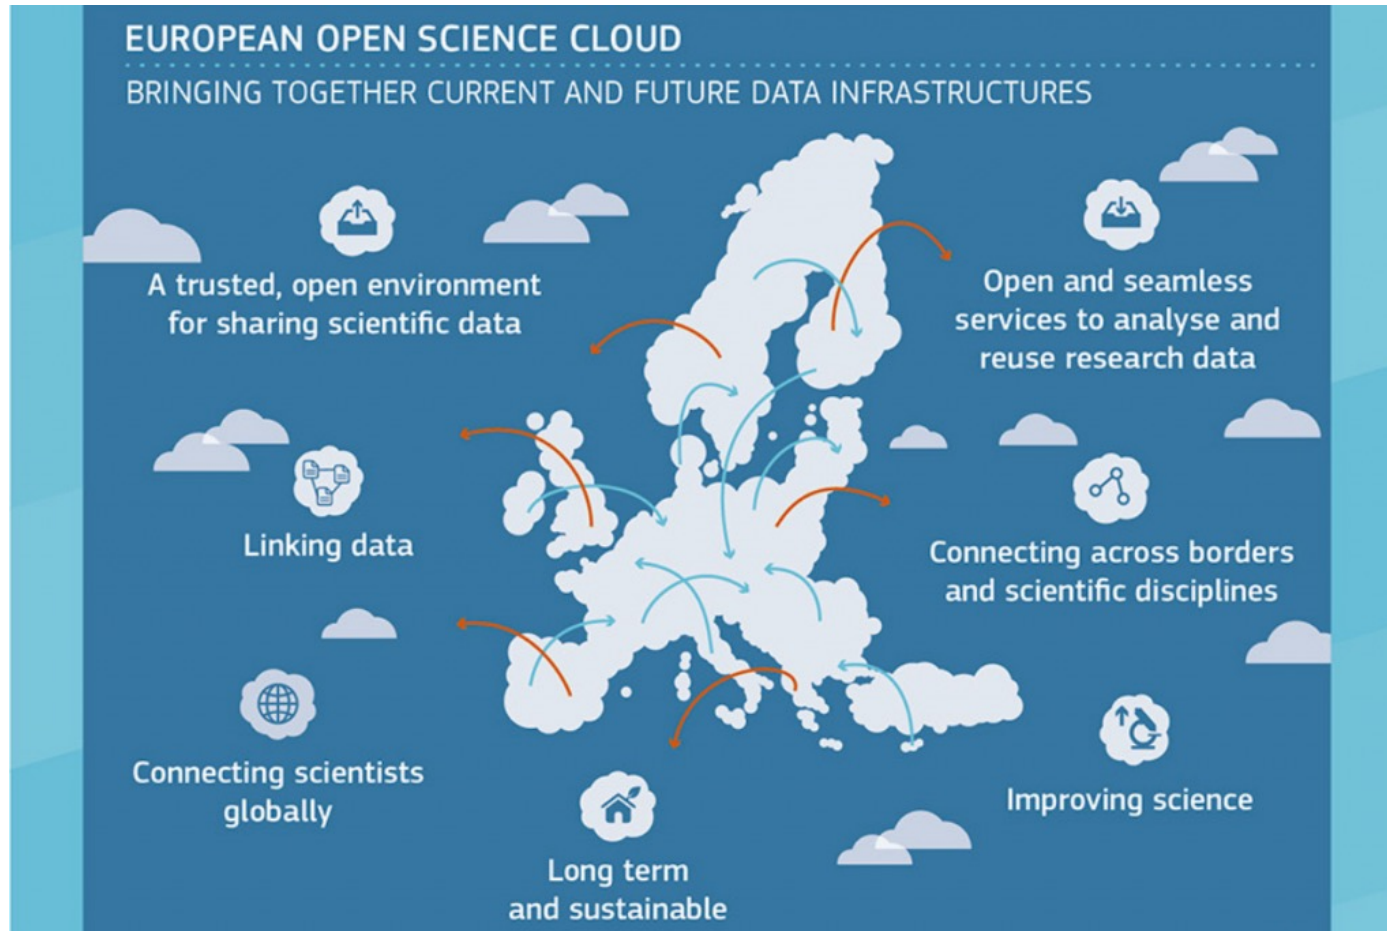 EUROPEAN OPEN SCIENCE CLOUD
BRINGING TOGETHER CURRENT AND FUTURE DATA INFRASTRUCTURES
A trusted, open environment
for sharing scientific data
Open and seamless
services to analyse and
reuse research data
Linking data
Connecting across borders
and scientific disciplines
Connecting scientists
globally
Improving science
Long term
and sustainable